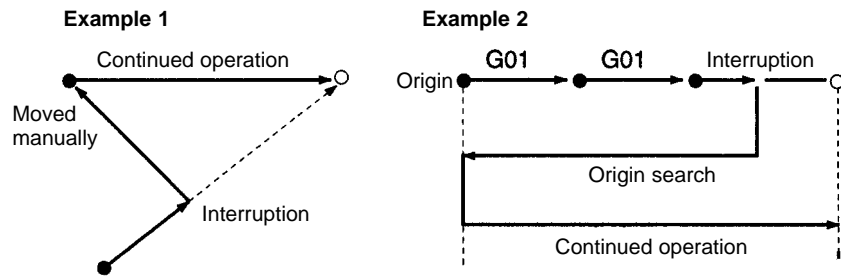 Example 1
Continued operation
Moved
manually
Interruption
Example 2
G01
G01
Interruption
Origin
Origin search
Continued operation